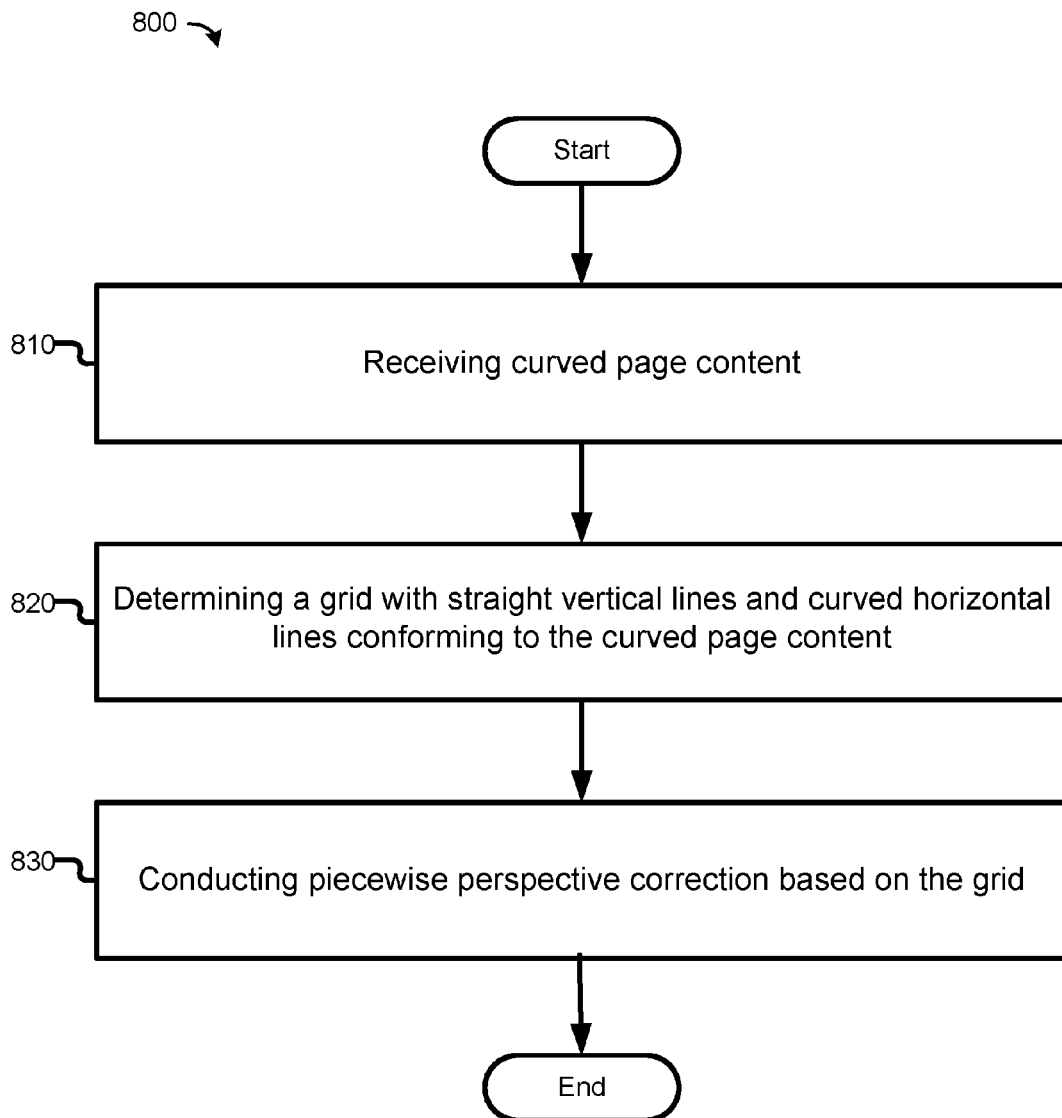 800
Start
810
Receiving curved page content
820
Determining a grid with straight vertical lines and curved horizontal
lines conforming to the curved page content
830
Conducting piecewise perspective correction based on the grid
End